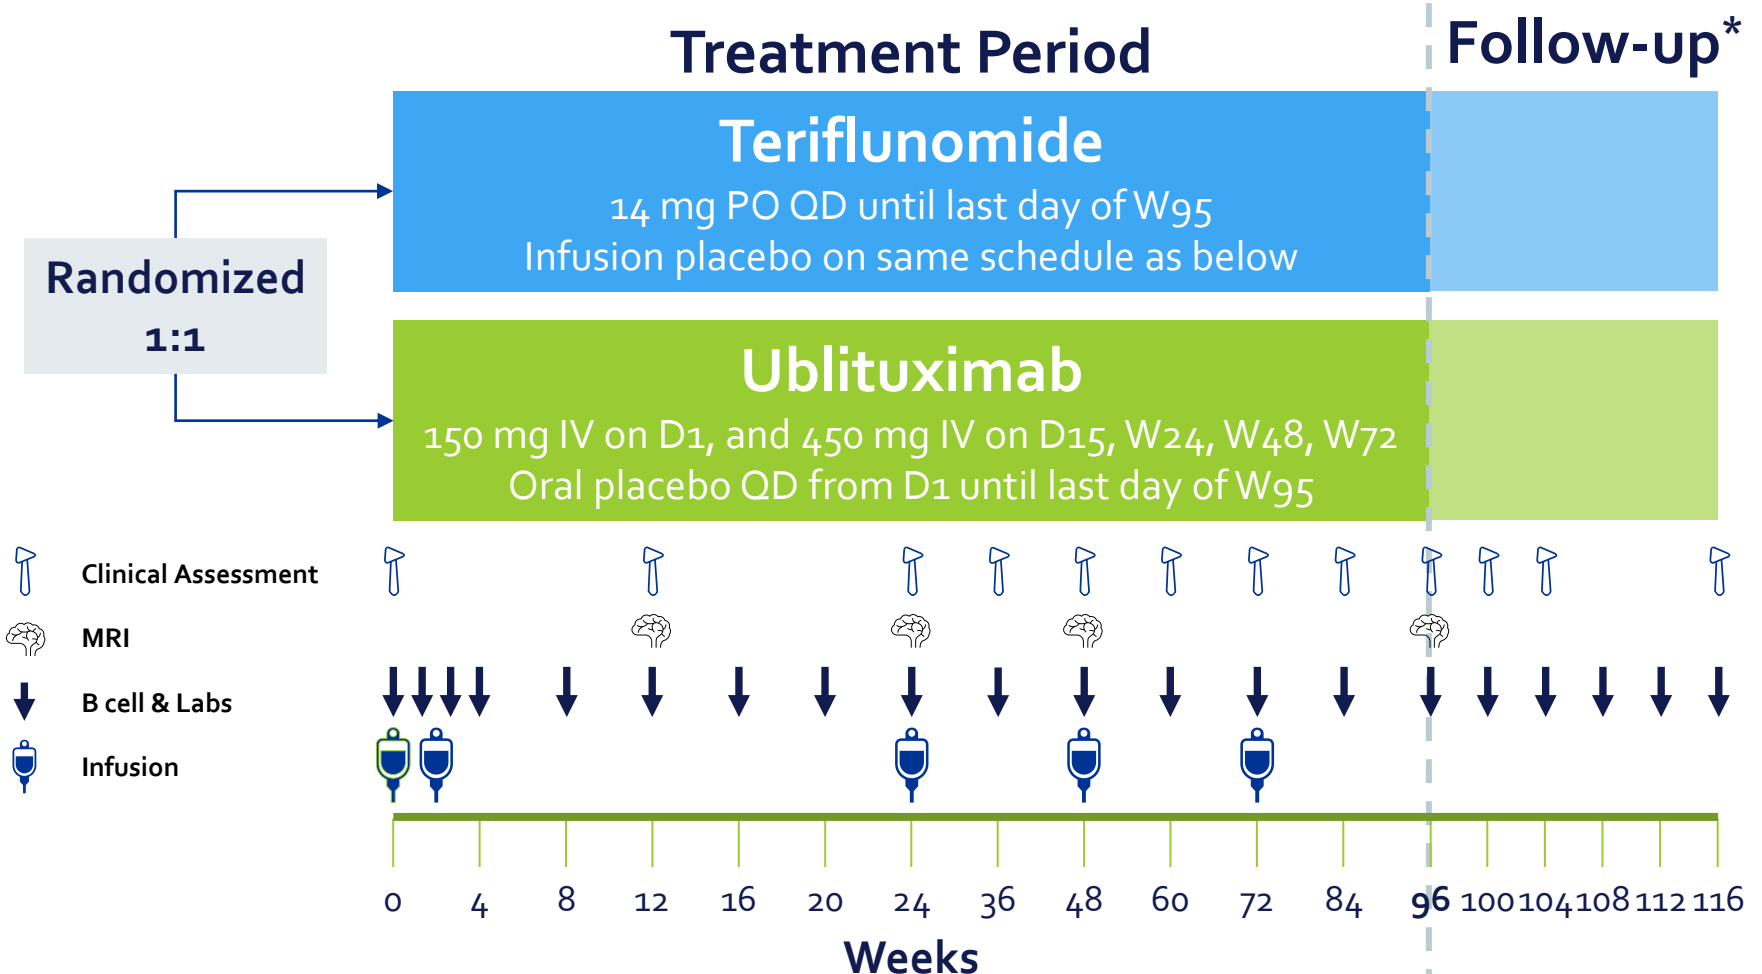 Treatment Period
Follow-up*
Teriflunomide
14 mg PO QD until last day of W95
Infusion placebo on same schedule as below
Randomized
1:1
Ublituximab
150 mg IV on D1, and 450 mg IV on D15, W24, W48, W72
Oral placebo QD from D1 until last day of W95
Clinical Assessment
MRI
B cell & Labs
Infusion
0 4 8 12 16 20 24 36 48 60 72 84 96 100 104 108 112 116
Weeks